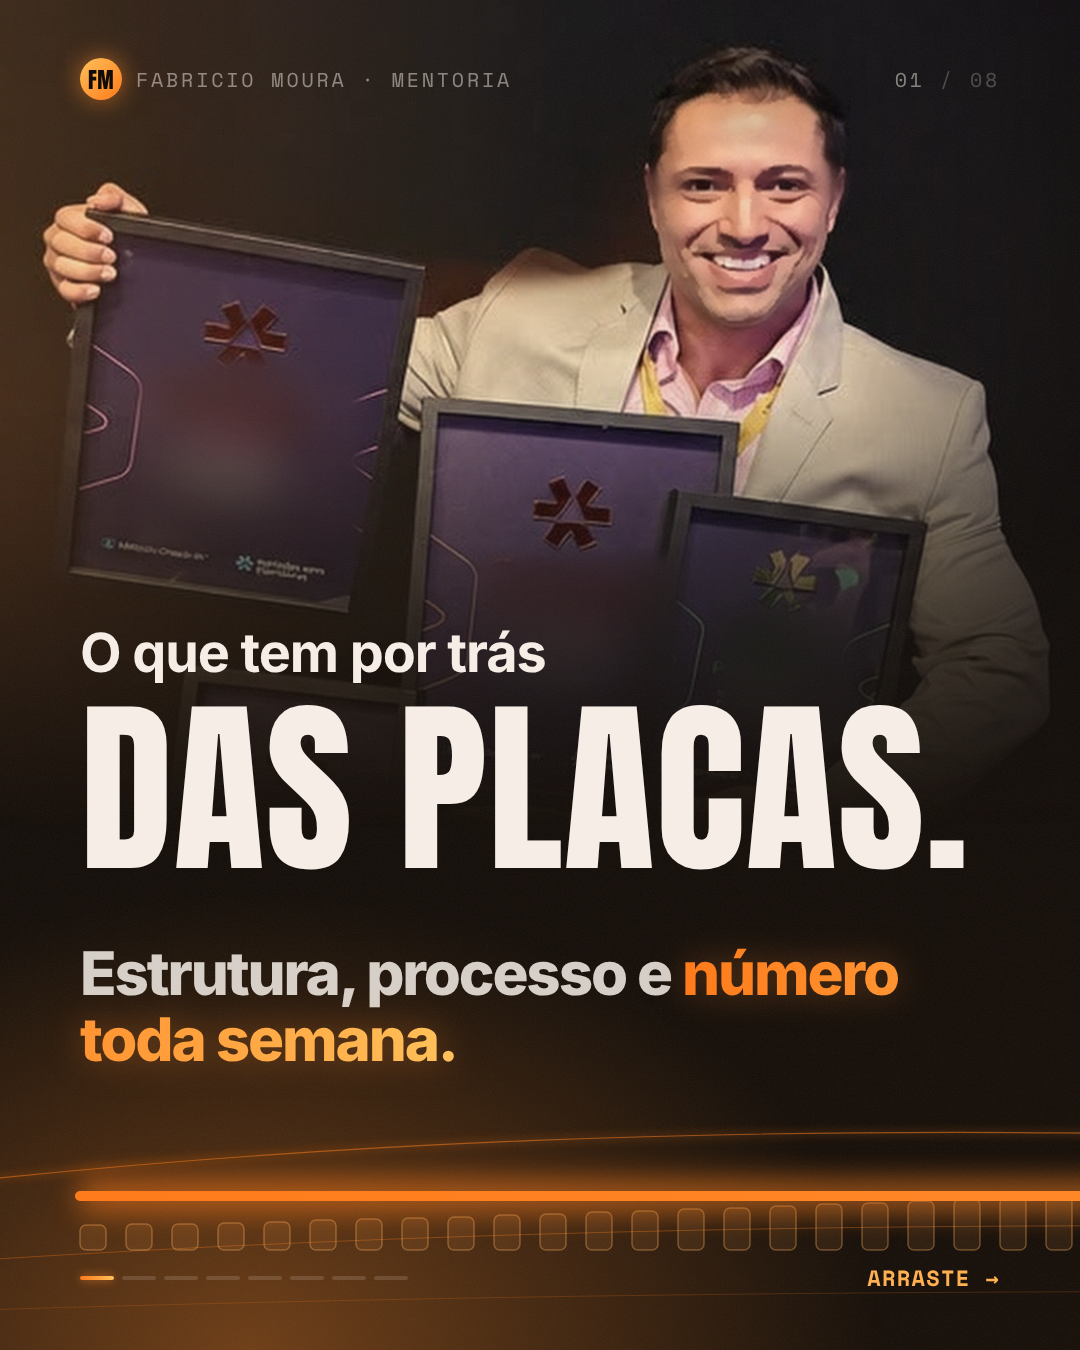 FM FABRICIO MOURA · MENTORIA
01 / 08
O que tem por trás
DAS PLACAS.
Estrutura, processo e número
toda semana.
ARRASTE →